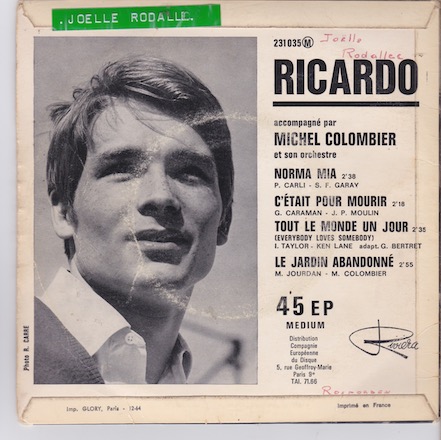 .JOELLE RODALLE.
231035 M
Joëlle
Rodallec
RICARDO
accompagné par
MICHEL COLOMBIER
et son orchestre
NORMA MIA 2'38
P. CARLI - S. F. GARAY
C'ÉTAIT POUR MOURIR 2'18
G. CARAMAN - J. P. MOULIN
TOUT LE MONDE UN JOUR 2'35
(EVERYBODY LOVES SOMEBODY)
I. TAYLOR - KEN LANE adapt. G. BERTRET
LE JARDIN ABANDONNÉ 2'55
M. JOURDAN - M. COLOMBIER
45 EP
MEDIUM
Distribution
Compagnie
Européenne
du Disque
5, rue Geoffroy-Marie
Paris 9e
TAI. 71.66
Riviera
Photo R. CARRE
Imp. GLORY, Paris - 12-64
Imprimé en France